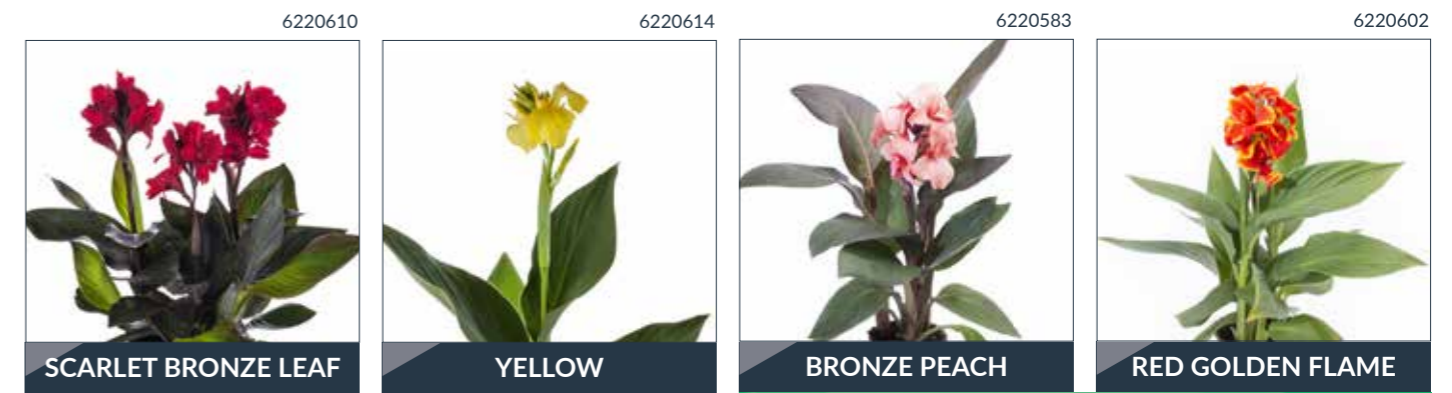 6220610
SCARLET BRONZE LEAF
6220614
YELLOW
6220583
BRONZE PEACH
6220602
RED GOLDEN FLAME